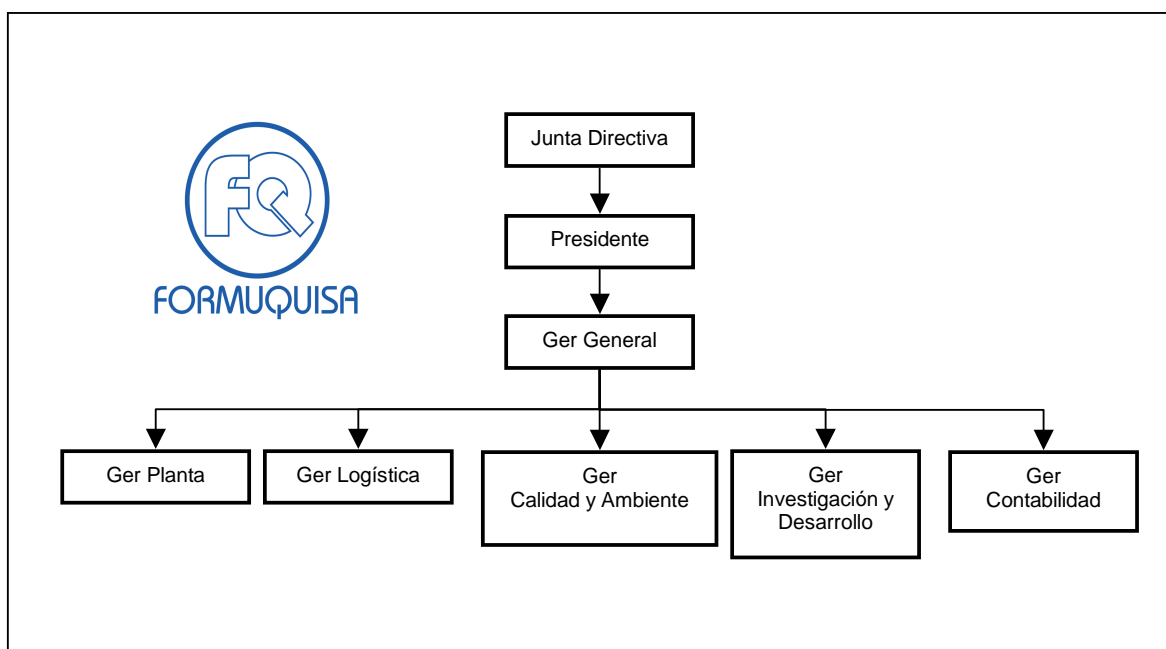 Junta Directiva
FQ
FORMUQUISA
Presidente
Ger General
Ger Planta
Ger Logística
Ger
Calidad y Ambiente
Ger
Investigación y
Desarrollo
Ger
Contabilidad